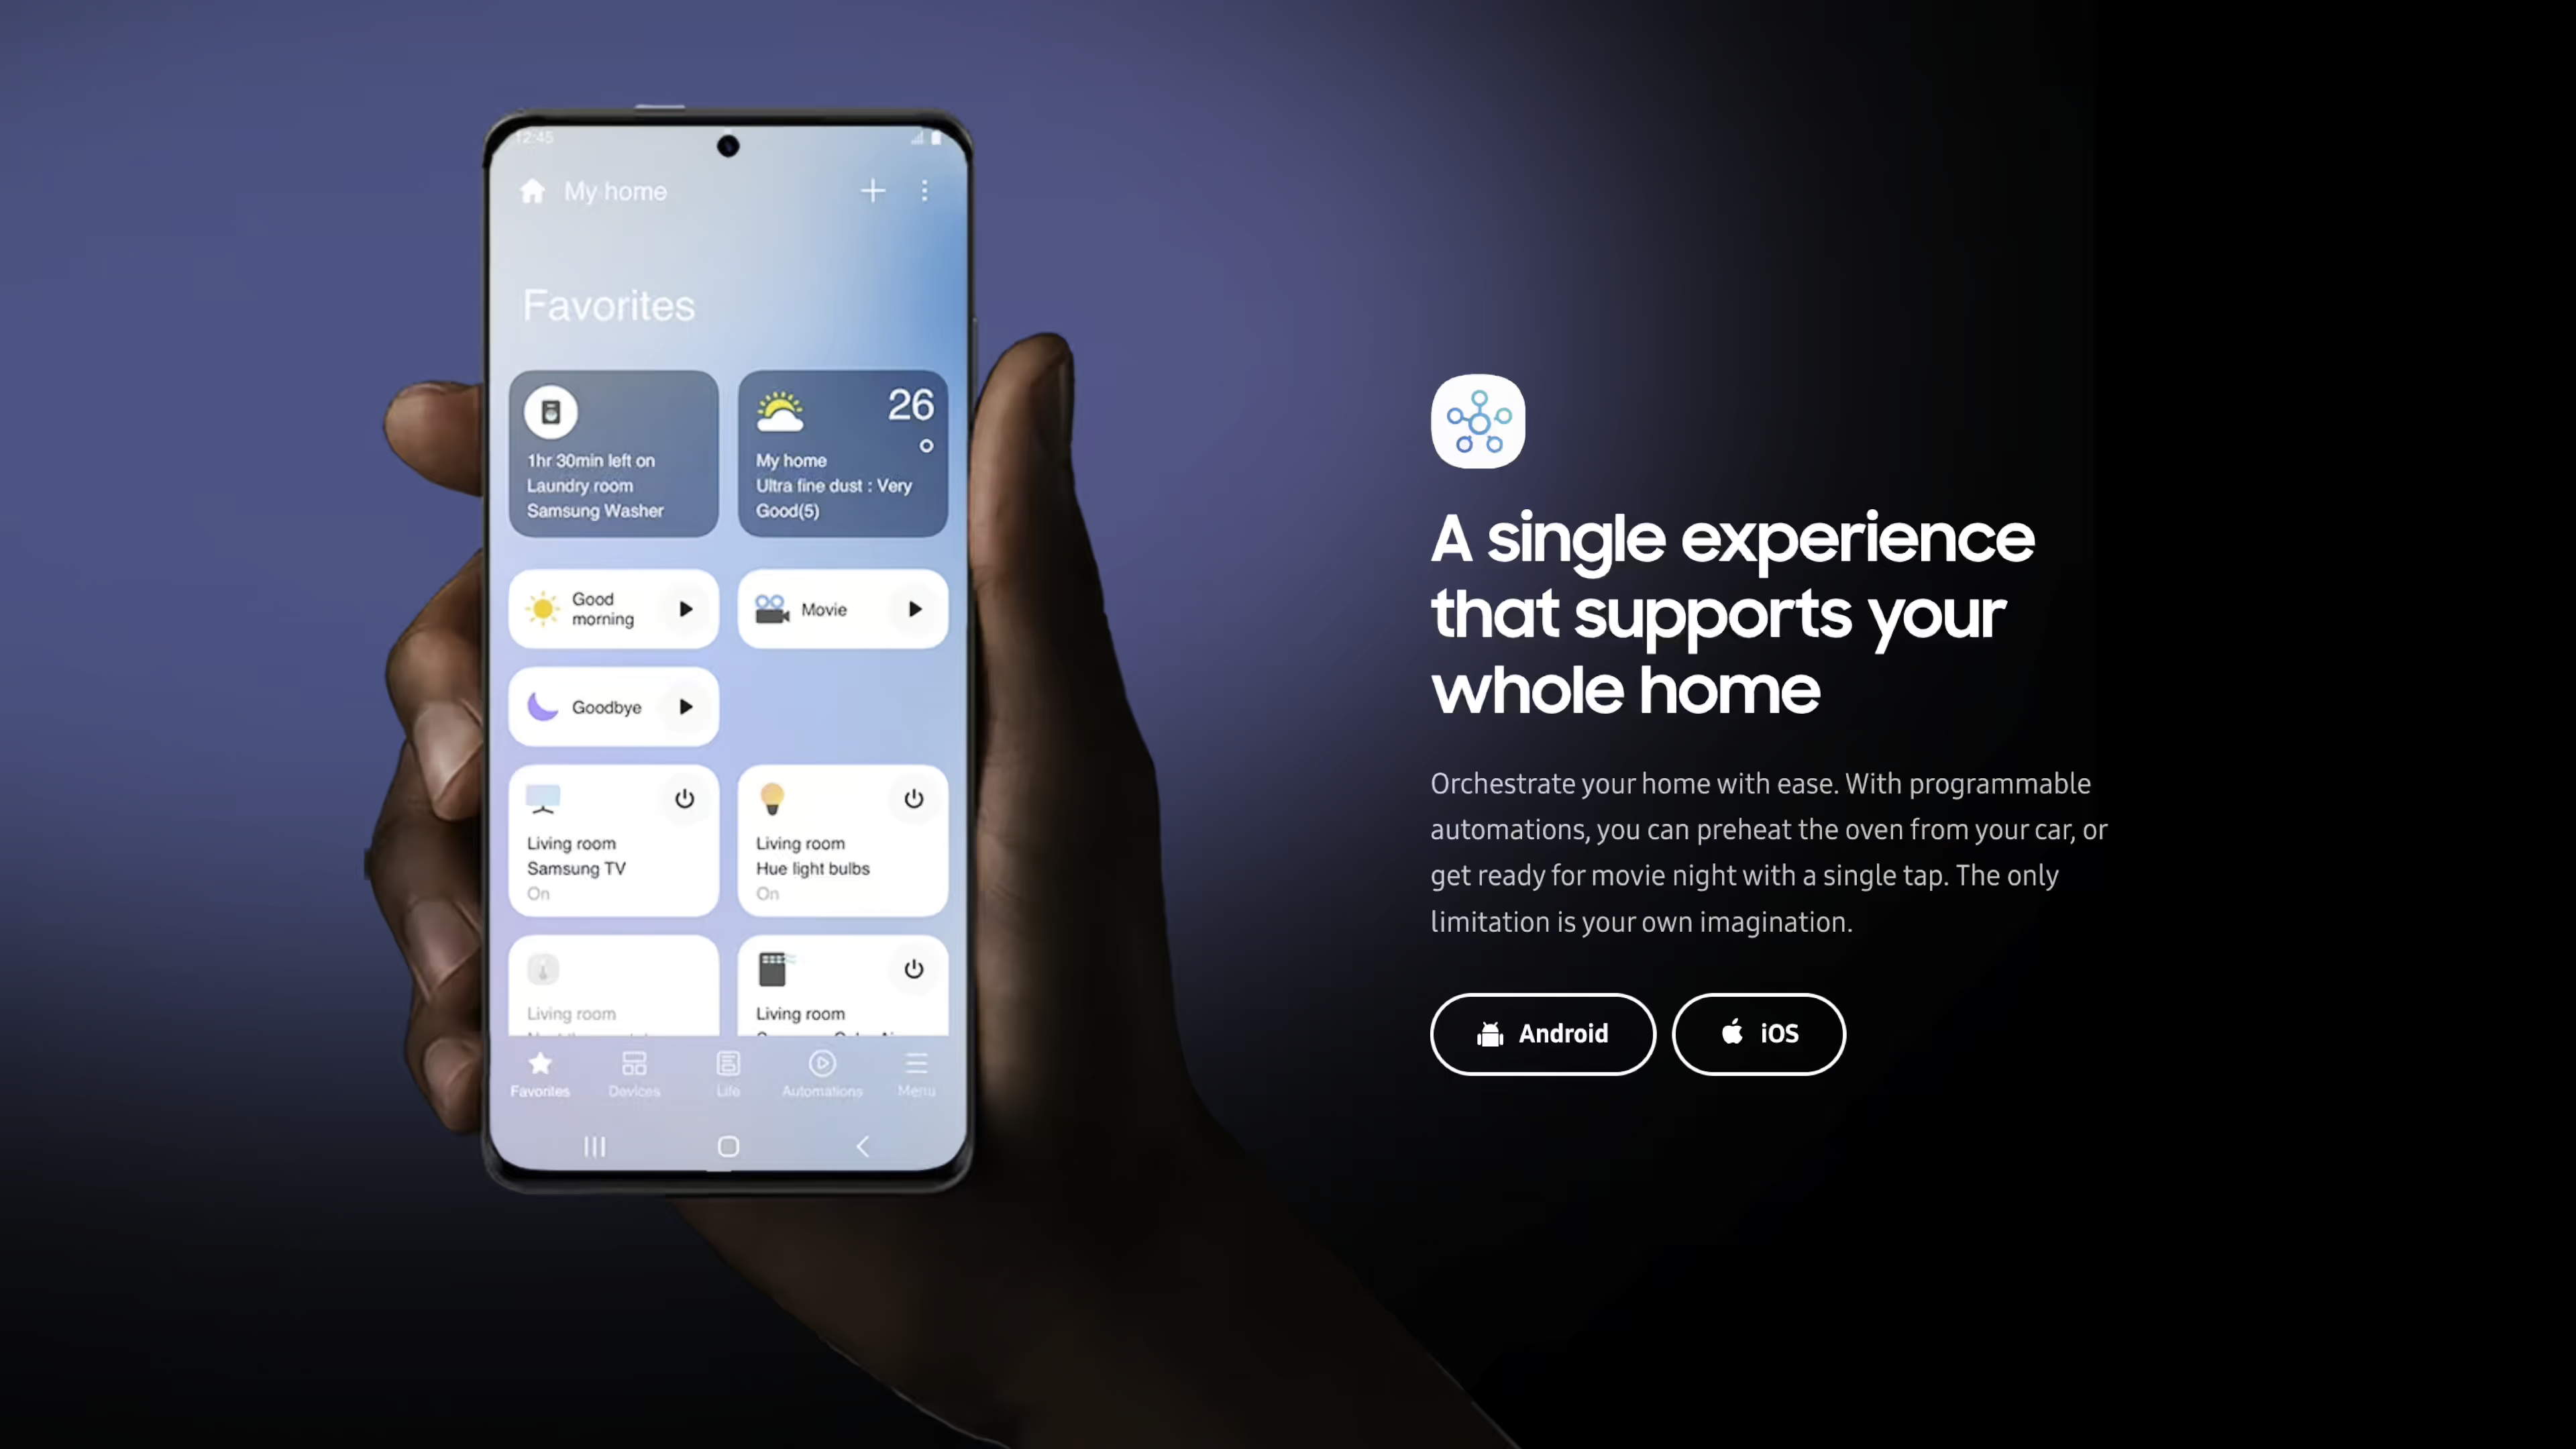 12:45
My home
Favorites
1hr 30min left on
Laundry room
Samsung Washer
26
My home
Ultra fine dust : Very
Good(5)
Good
morning
Movie
Goodbye
Living room
Samsung TV
On
Living room
Hue light bulbs
On
Living room
Living room
Favorites
Devices
Life
Automations
Menu
A single experience
that supports your
whole home
Orchestrate your home with ease. With programmable
automations, you can preheat the oven from your car, or
get ready for movie night with a single tap. The only
limitation is your own imagination.
Android
iOS